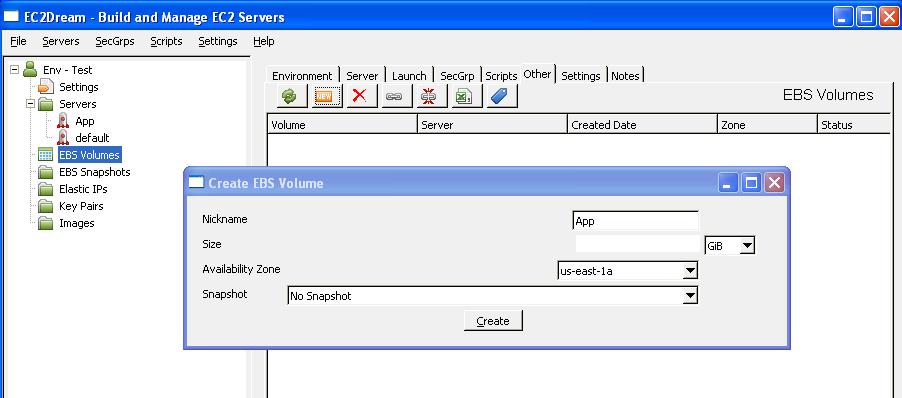 EC2Dream - Build and Manage EC2 Servers
File Servers SecGrps Scripts Settings Help
Env - Test
Settings
Servers
App
default
EBS Volumes
EBS Snapshots
Elastic IPs
Key Pairs
Images
Environment Server Launch SecGrp Scripts Other Settings Notes
EBS Volumes
Volume Server Created Date Zone Status
Create EBS Volume
Nickname App
Size GiB
Availability Zone us-east-1a
Snapshot No Snapshot
Create